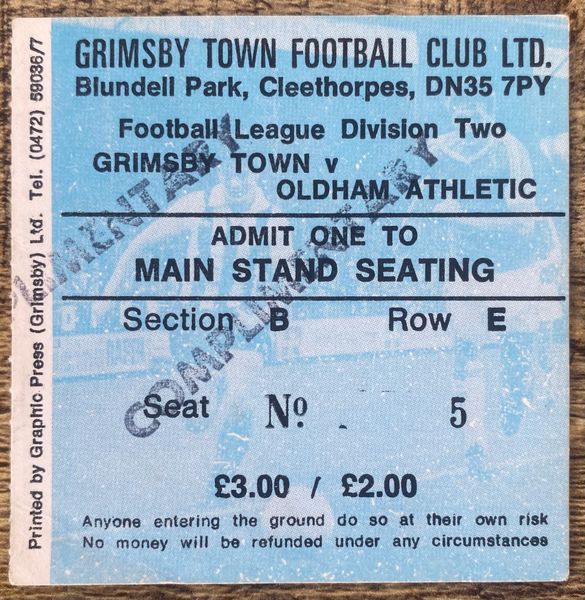 GRIMSBY TOWN FOOTBALL CLUB LTD.
Blundell Park, Cleethorpes, DN35 7PY
Football League Division Two
GRIMSBY TOWN v
OLDHAM ATHLETIC
ADMIT ONE TO
MAIN STAND SEATING
Section B Row E
Seat No. 5
£3.00 / £2.00
Anyone entering the ground do so at their own risk
No money will be refunded under any circumstances
Printed by Graphic Press (Grimsby) Ltd. Tel. (0472) 59036/7
PLIMENTARY
COMPLIMENTARY